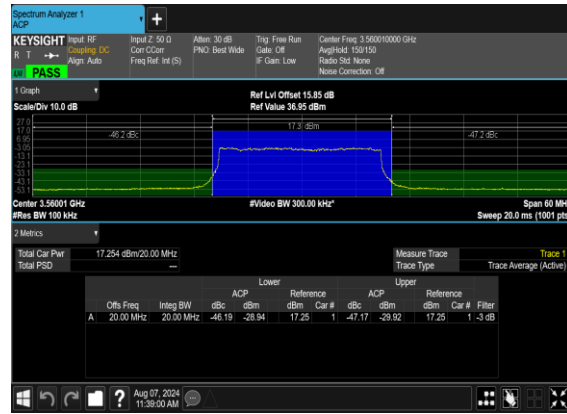 Spectrum Analyzer 1
ACP
KEYSIGHT Input: RF Input Z: 50 Ω Atten: 30 dB Trig: Free Run Center Freq: 3.560010000 GHz
R T Coupling: DC Corr CCorr PNO: Best Wide Gate: Off Avg|Hold: 150/150
Align: Auto Freq Ref: Int (S) IF Gain: Low Radio Std: None
PASS Noise Correction: Off
1 Graph Ref Lvl Offset 15.85 dB
Scale/Div 10.0 dB Ref Value 36.95 dBm
27.0
17.0 -46.2 dBc 17.3 dBm -47.2 dBc
6.95
-3.05
-13.1
-23.1
-33.1
-43.1
-53.1
Center 3.56001 GHz #Video BW 300.00 kHz* Span 60 MH
#Res BW 100 kHz Sweep 20.0 ms (1001 pts
2 Metrics
Total Car Pwr 17.254 dBm/20.00 MHz Measure Trace Trace 1
Total PSD --- Trace Type Trace Average (Active)
Lower Upper
ACP Reference ACP Reference
Offs Freq Integ BW dBc dBm dBm Car # dBc dBm dBm Car # Filter
A 20.00 MHz 20.00 MHz -46.19 -28.94 17.25 1 -47.17 -29.92 17.25 1 -3 dB
? Aug 07, 2024
11:39:00 AM